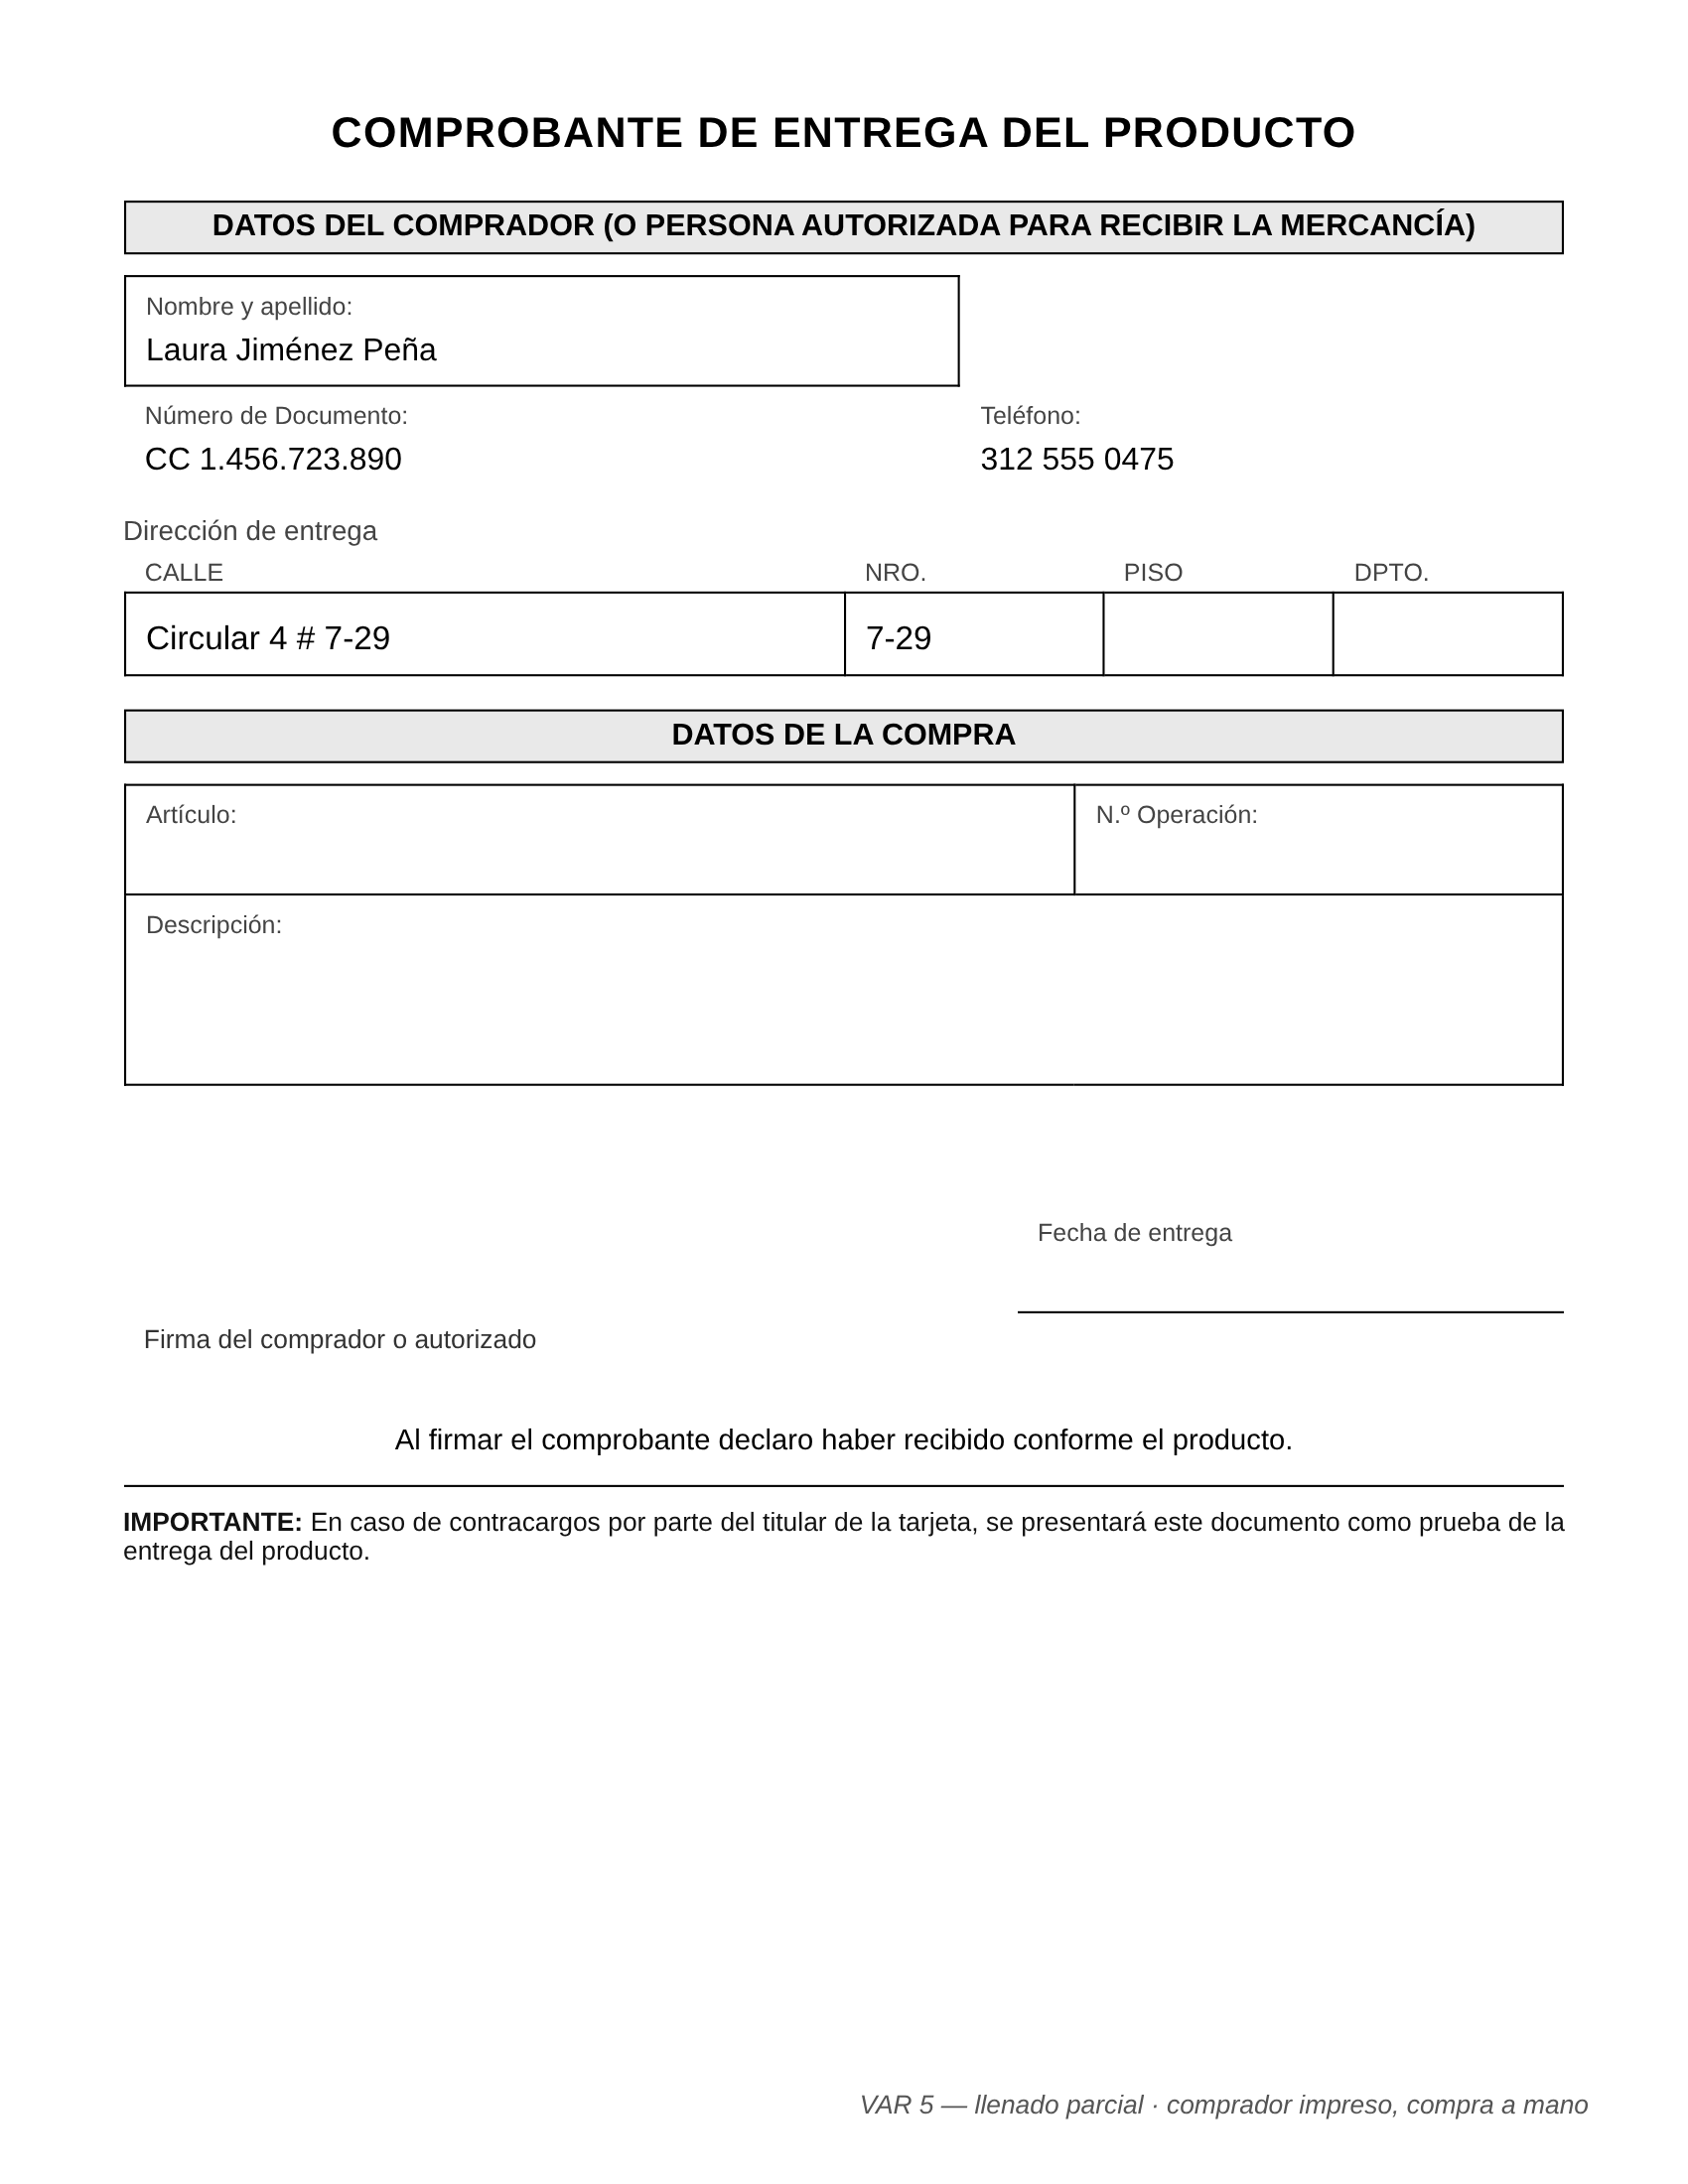 COMPROBANTE DE ENTREGA DEL PRODUCTO
DATOS DEL COMPRADOR (O PERSONA AUTORIZADA PARA RECIBIR LA MERCANCÍA)
Nombre y apellido:
Laura Jiménez Peña
Número de Documento: Teléfono:
CC 1.456.723.890 312 555 0475
Dirección de entrega
CALLE NRO. PISO DPTO.
Circular 4 # 7-29 7-29
DATOS DE LA COMPRA
Artículo: N.º Operación:
Descripción:
Fecha de entrega
Firma del comprador o autorizado
Al firmar el comprobante declaro haber recibido conforme el producto.
IMPORTANTE: En caso de contracargos por parte del titular de la tarjeta, se presentará este documento como prueba de la
entrega del producto.
VAR 5 — llenado parcial · comprador impreso, compra a mano